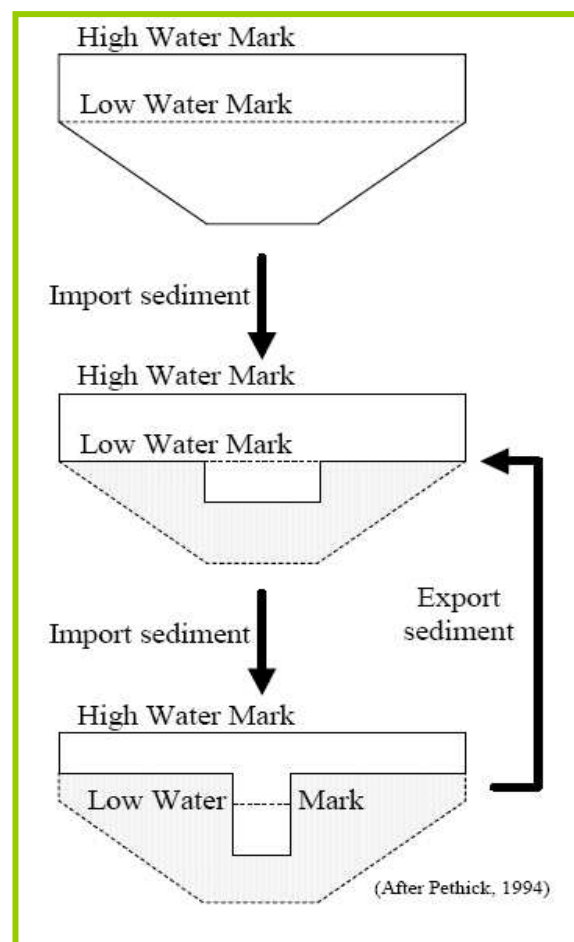 High Water Mark
Low Water Mark
Import sediment
High Water Mark
Low Water Mark
Export
sediment
Import sediment
High Water Mark
Low Water Mark
(After Pethick, 1994)